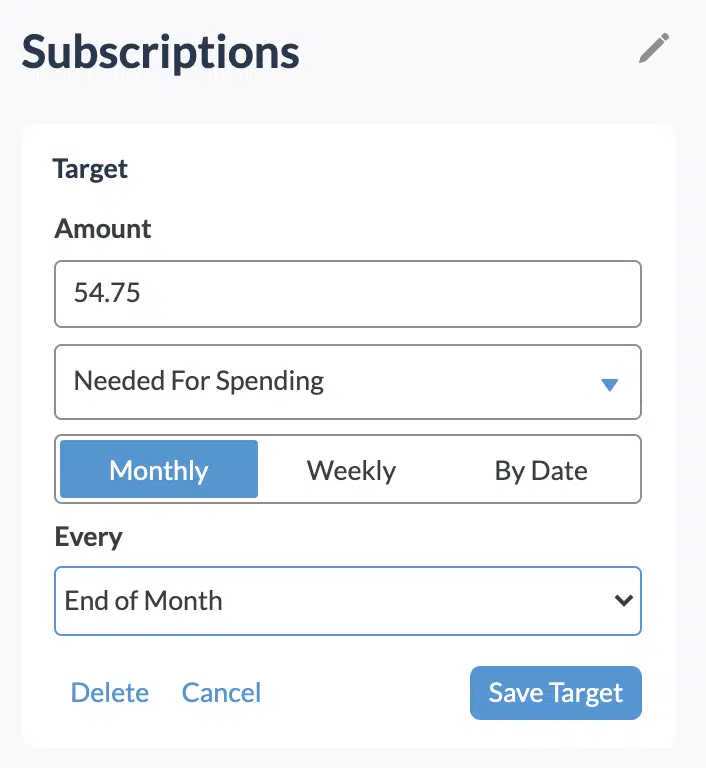 Subscriptions
Target
Amount
54.75
Needed For Spending
Monthly Weekly By Date
Every
End of Month
Delete Cancel Save Target